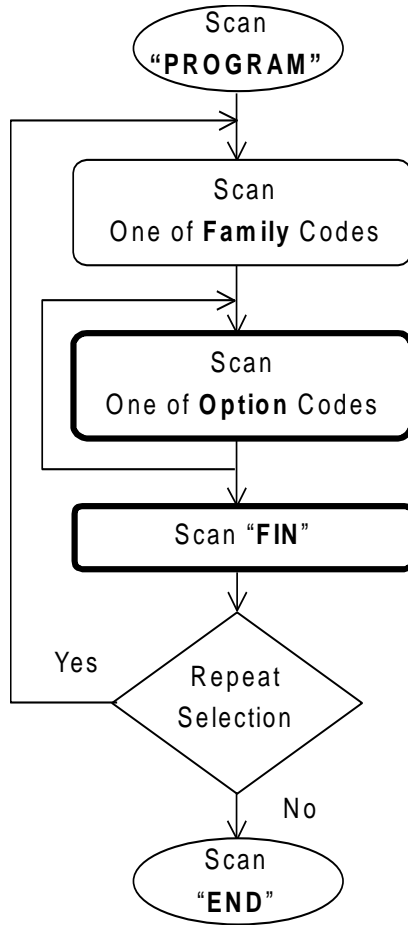 Scan
“PROGRAM”
Scan
One of Family Codes
Scan
One of Option Codes
Scan “FIN”
Yes
Repeat
Selection
No
Scan
“END”